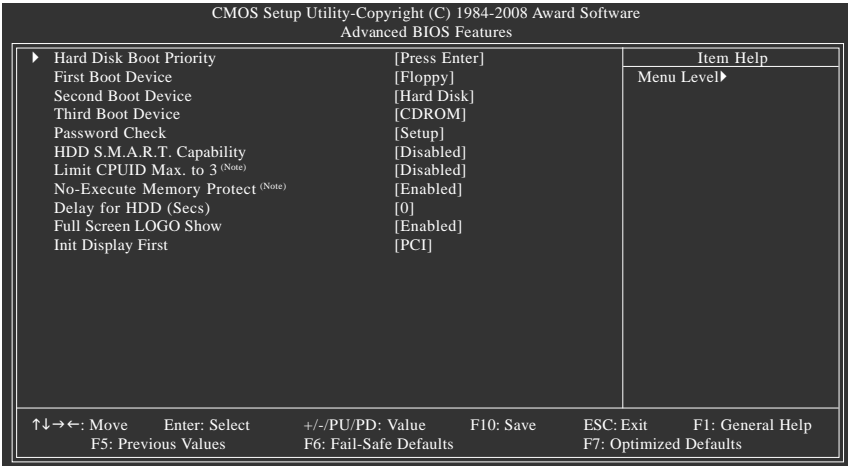 CMOS Setup Utility-Copyright (C) 1984-2008 Award Software
Advanced BIOS Features
Hard Disk Boot Priority [Press Enter]
First Boot Device [Floppy]
Second Boot Device [Hard Disk]
Third Boot Device [CDROM]
Password Check [Setup]
HDD S.M.A.R.T. Capability [Disabled]
Limit CPUID Max. to 3 (Note) [Disabled]
No-Execute Memory Protect (Note) [Enabled]
Delay for HDD (Secs) [0]
Full Screen LOGO Show [Enabled]
Init Display First [PCI]
Item Help
Menu Level▶
↑↓→←: Move Enter: Select +/-/PU/PD: Value F10: Save ESC: Exit F1: General Help
F5: Previous Values F6: Fail-Safe Defaults F7: Optimized Defaults